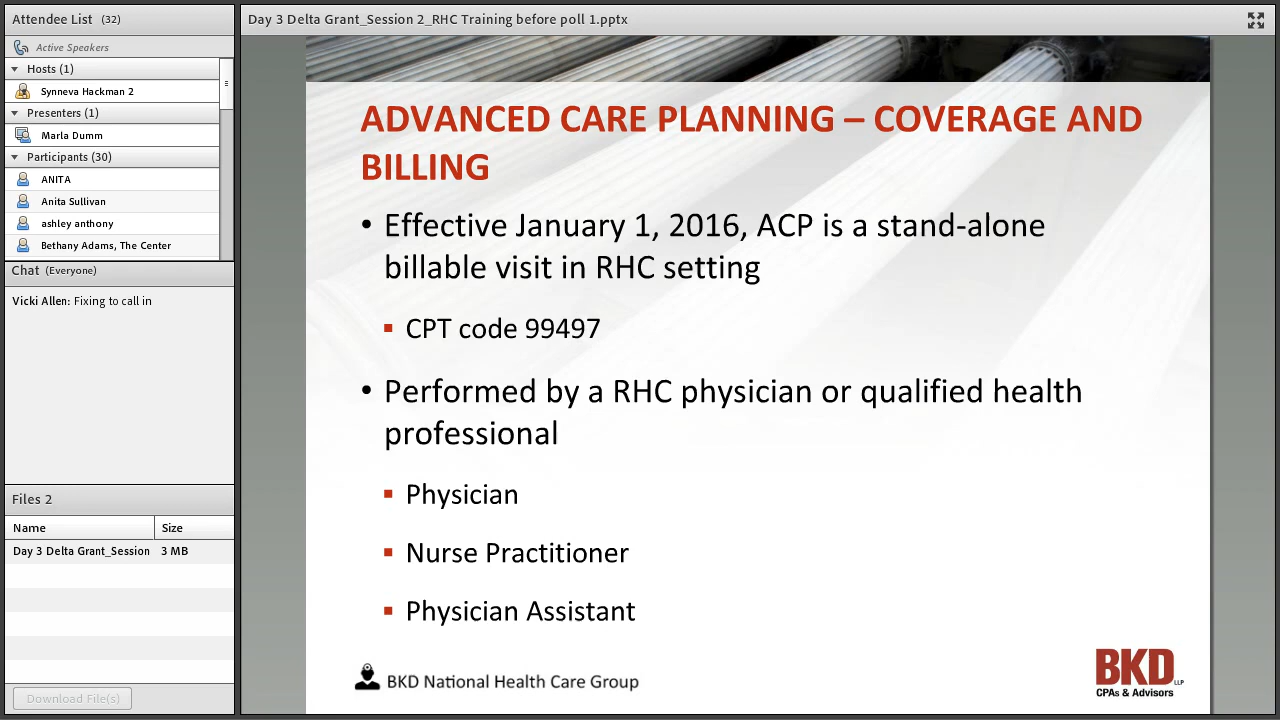 Attendee List (32)
Active Speakers
Hosts (1)
Synneva Hackman 2
Presenters (1)
Marla Dumm
Participants (30)
ANITA
Anita Sullivan
ashley anthony
Bethany Adams, The Center
Chat (Everyone)
Vicki Allen: Fixing to call in
Files 2
Name Size
Day 3 Delta Grant_Session 3 MB
Download File(s)
Day 3 Delta Grant_Session 2_RHC Training before poll 1.pptx
ADVANCED CARE PLANNING – COVERAGE AND
BILLING
• Effective January 1, 2016, ACP is a stand-alone
billable visit in RHC setting
▪ CPT code 99497
• Performed by a RHC physician or qualified health
professional
▪ Physician
▪ Nurse Practitioner
▪ Physician Assistant
BKD National Health Care Group
BKD LLP
CPAs & Advisors